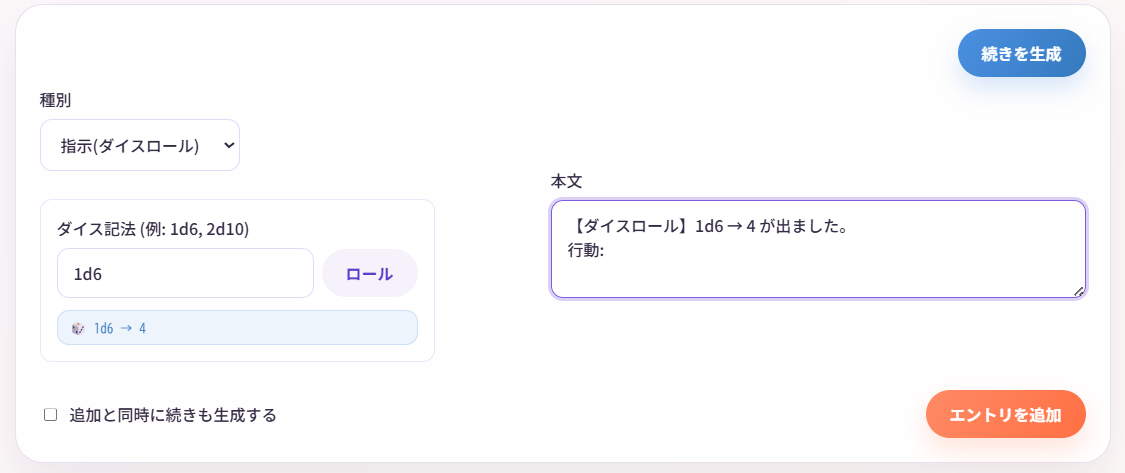 続きを生成
種別
指示(ダイスロール)
本文
ダイス記法 (例: 1d6, 2d10)
1d6
ロール
🎲 1d6 → 4
【ダイスロール】1d6 → 4 が出ました。
行動:
追加と同時に続きも生成する
エントリを追加